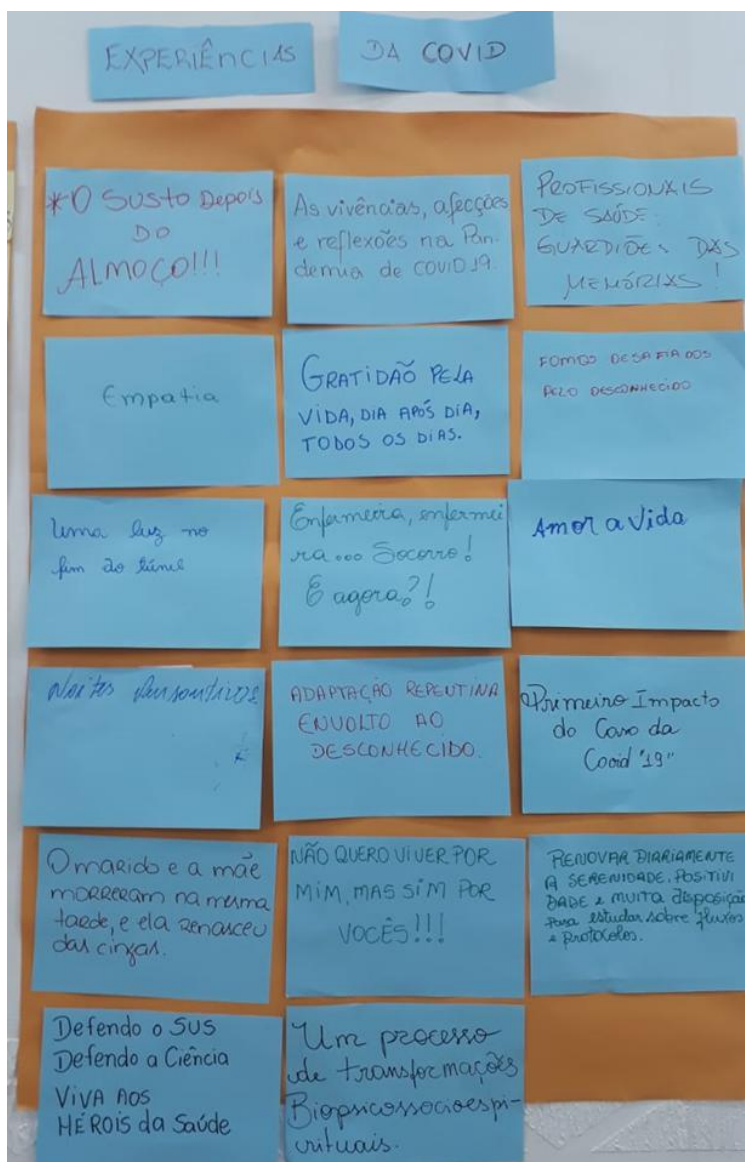 EXPERIÊNCIAS DA COVID
*O SUSTO DEPOIS
DO
ALMOÇO!!!
As vivências, afecções
e reflexões na Pan-
demia de COVID 19.
PROFISSIONAIS
DE SAÚDE:
GUARDIÕES DAS
MEMÓRIAS!
Empatia
GRATIDÃO PELA
VIDA, DIA APÓS DIA,
TODOS OS DIAS.
FOMOS DESAFIADOS
PELO DESCONHECIDO
Uma luz no
fim do túnel
Enfermeira, enfermei
ra... Socorro!
E agora?!
Amor a Vida
Noites
ADAPTAÇÃO REPENTINA
ENVOLTO AO
DESCONHECIDO.
Primeiro Impacto
do Caso da
Covid "19"
O marido e a mãe
morreram na mesma
tarde, e ela renasceu
das cinzas.
NÃO QUERO VIVER POR
MIM, MAS SIM POR
VOCÊS!!!
RENOVAR DIARIAMENTE
A SERENIDADE. POSITIVI
DADE e MUITA disposição
para estudar sobre fluxos
e protocolos.
Defendo o SUS
Defendo a Ciência
VIVA AOS
HÉROIS da Saúde
Um processo
de transformações
Biopsicossocioespi-
rituais.